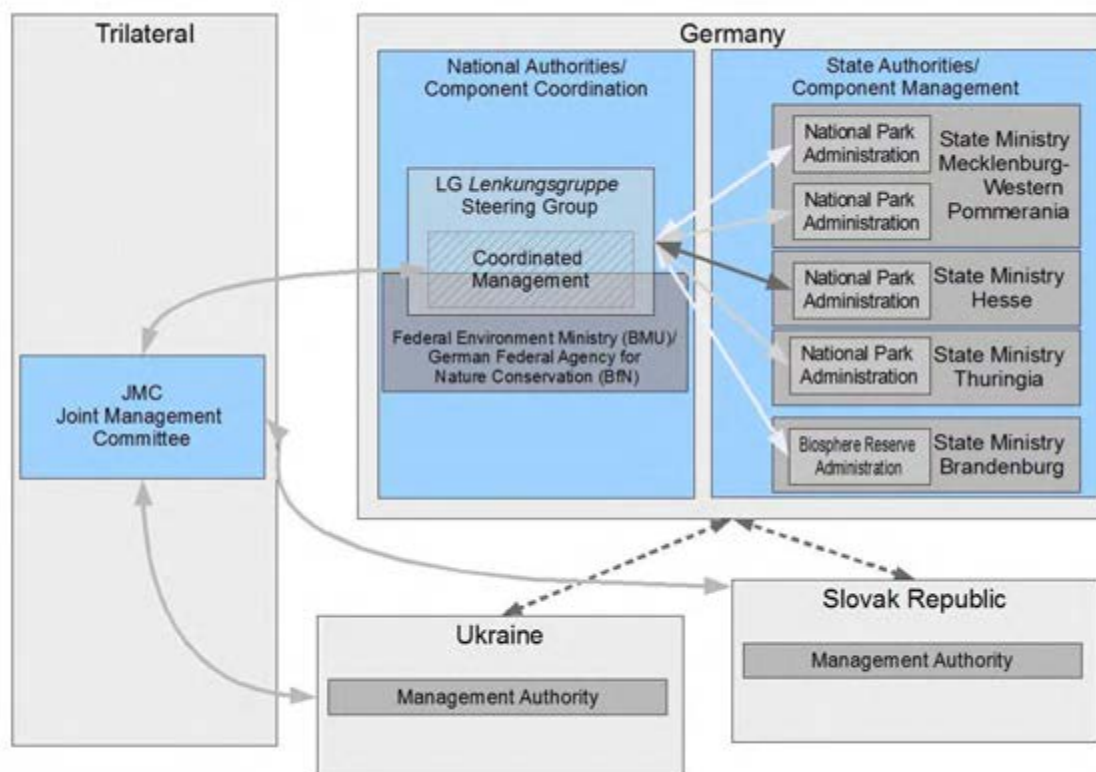 Trilateral
JMC
Joint Management
Committee
Germany
National Authorities/
Component Coordination
LG Lenkungsgruppe
Steering Group
Coordinated
Management
Federal Environment Ministry (BMU)/
German Federal Agency for
Nature Conservation (BfN)
State Authorities/
Component Management
National Park
Administration
National Park
Administration
State Ministry
Mecklenburg-
Western
Pommerania
National Park
Administration
State Ministry
Hesse
National Park
Administration
State Ministry
Thuringia
Biosphere Reserve
Administration
State Ministry
Brandenburg
Ukraine
Management Authority
Slovak Republic
Management Authority